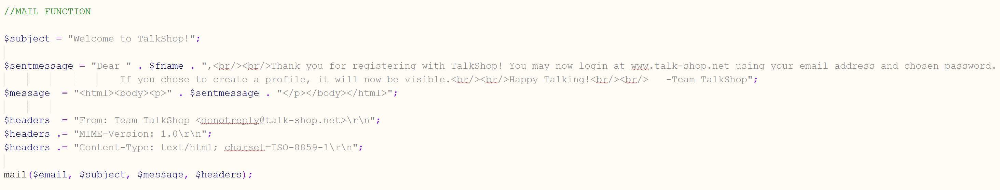 //MAIL FUNCTION
$subject = "Welcome to TalkShop!";
$sentmessage = "Dear " . $fname . ",<br/><br/>Thank you for registering with TalkShop! You may now login at www.talk-shop.net using your email address and chosen password.
If you chose to create a profile, it will now be visible.<br/><br/>Happy Talking!<br/><br/>   -Team TalkShop";
$message  = "<html><body><p>" . $sentmessage . "</p></body></html>";
$headers  = "From: Team TalkShop <donotreply@talk-shop.net>\r\n";
$headers .= "MIME-Version: 1.0\r\n";
$headers .= "Content-Type: text/html; charset=ISO-8859-1\r\n";
mail($email, $subject, $message, $headers);